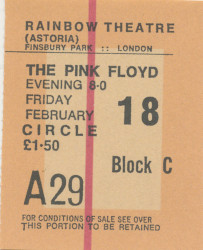 RAINBOW THEATRE
(ASTORIA)
FINSBURY PARK :: LONDON
THE PINK FLOYD
EVENING 8-0
FRIDAY 18
FEBRUARY
CIRCLE
£1·50
Block C
A29
FOR CONDITIONS OF SALE SEE OVER
THIS PORTION TO BE RETAINED